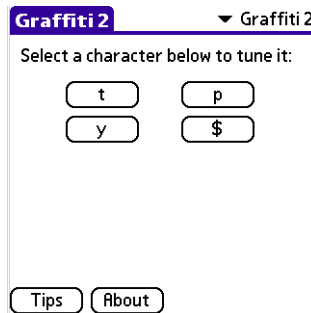 Graffiti 2 Graffiti 2
Select a character below to tune it:
t p
y $
Tips About